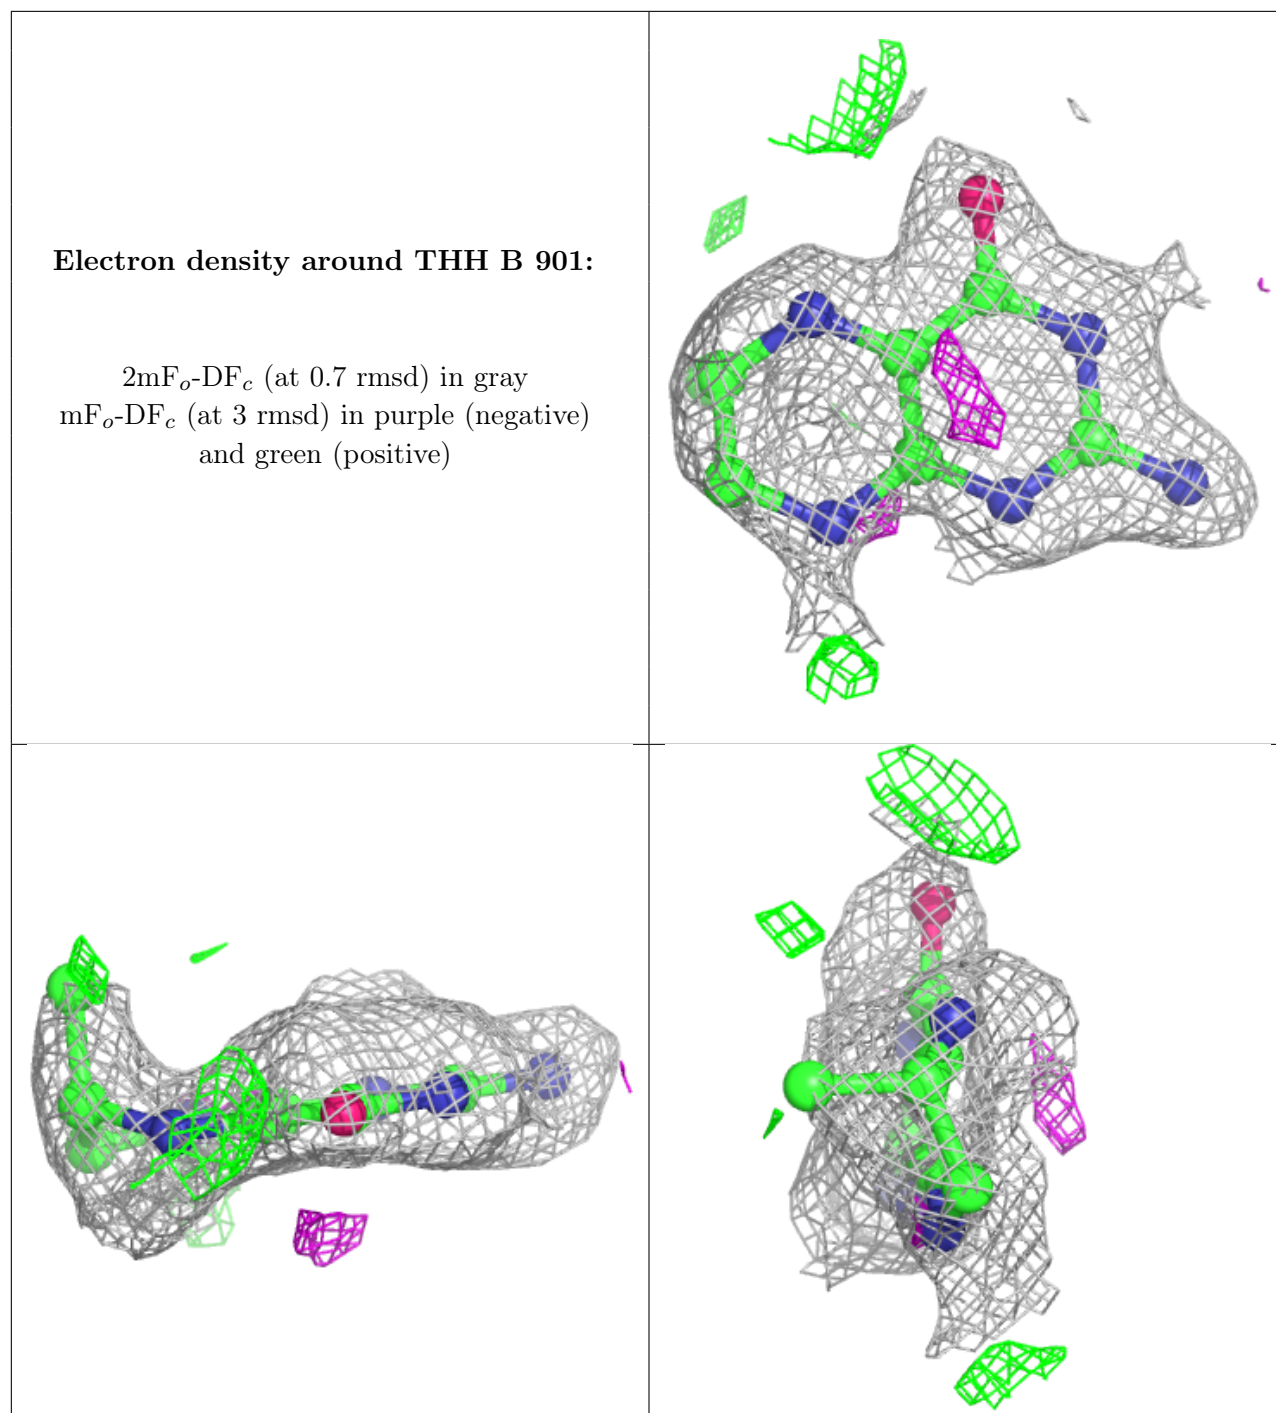 Electron density around THH B 901:
2mFo-DFc (at 0.7 rmsd) in gray
mFo-DFc (at 3 rmsd) in purple (negative)
and green (positive)